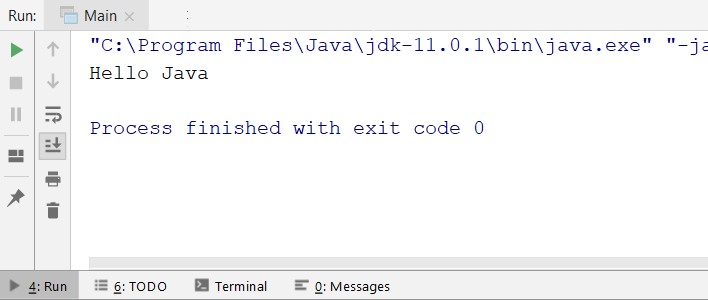 Run: Main
"C:\Program Files\Java\jdk-11.0.1\bin\java.exe" "-ja
Hello Java
Process finished with exit code 0
4: Run 6: TODO Terminal 0: Messages